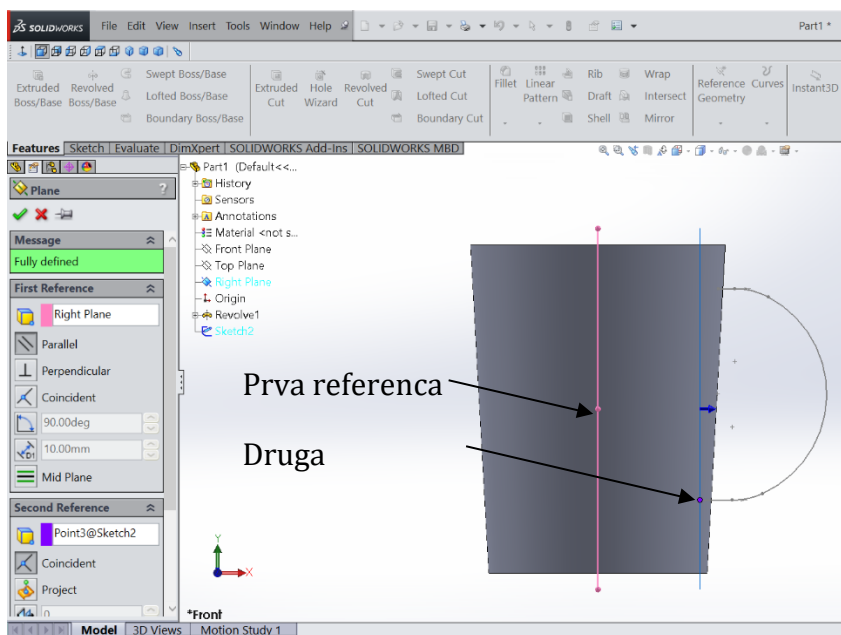 SOLIDWORKS File Edit View Insert Tools Window Help Part1 *
Extruded Boss/Base
Revolved Boss/Base
Swept Boss/Base
Lofted Boss/Base
Boundary Boss/Base
Extruded Cut
Hole Wizard
Revolved Cut
Swept Cut
Lofted Cut
Boundary Cut
Fillet
Linear Pattern
Rib
Draft
Shell
Wrap
Intersect
Mirror
Reference Geometry
Curves
Instant3D
Features Sketch Evaluate DimXpert SOLIDWORKS Add-Ins SOLIDWORKS MBD
Plane ?
Message
Fully defined
First Reference
Right Plane
Parallel
Perpendicular
Coincident
90.00deg
10.00mm
Mid Plane
Second Reference
Point3@Sketch2
Coincident
Project
0
Part1 (Default<<...
History
Sensors
Annotations
Material <not s...
Front Plane
Top Plane
Right Plane
Origin
Revolve1
Sketch2
Prva referenca
Druga
Y
X
*Front
Model 3D Views Motion Study 1